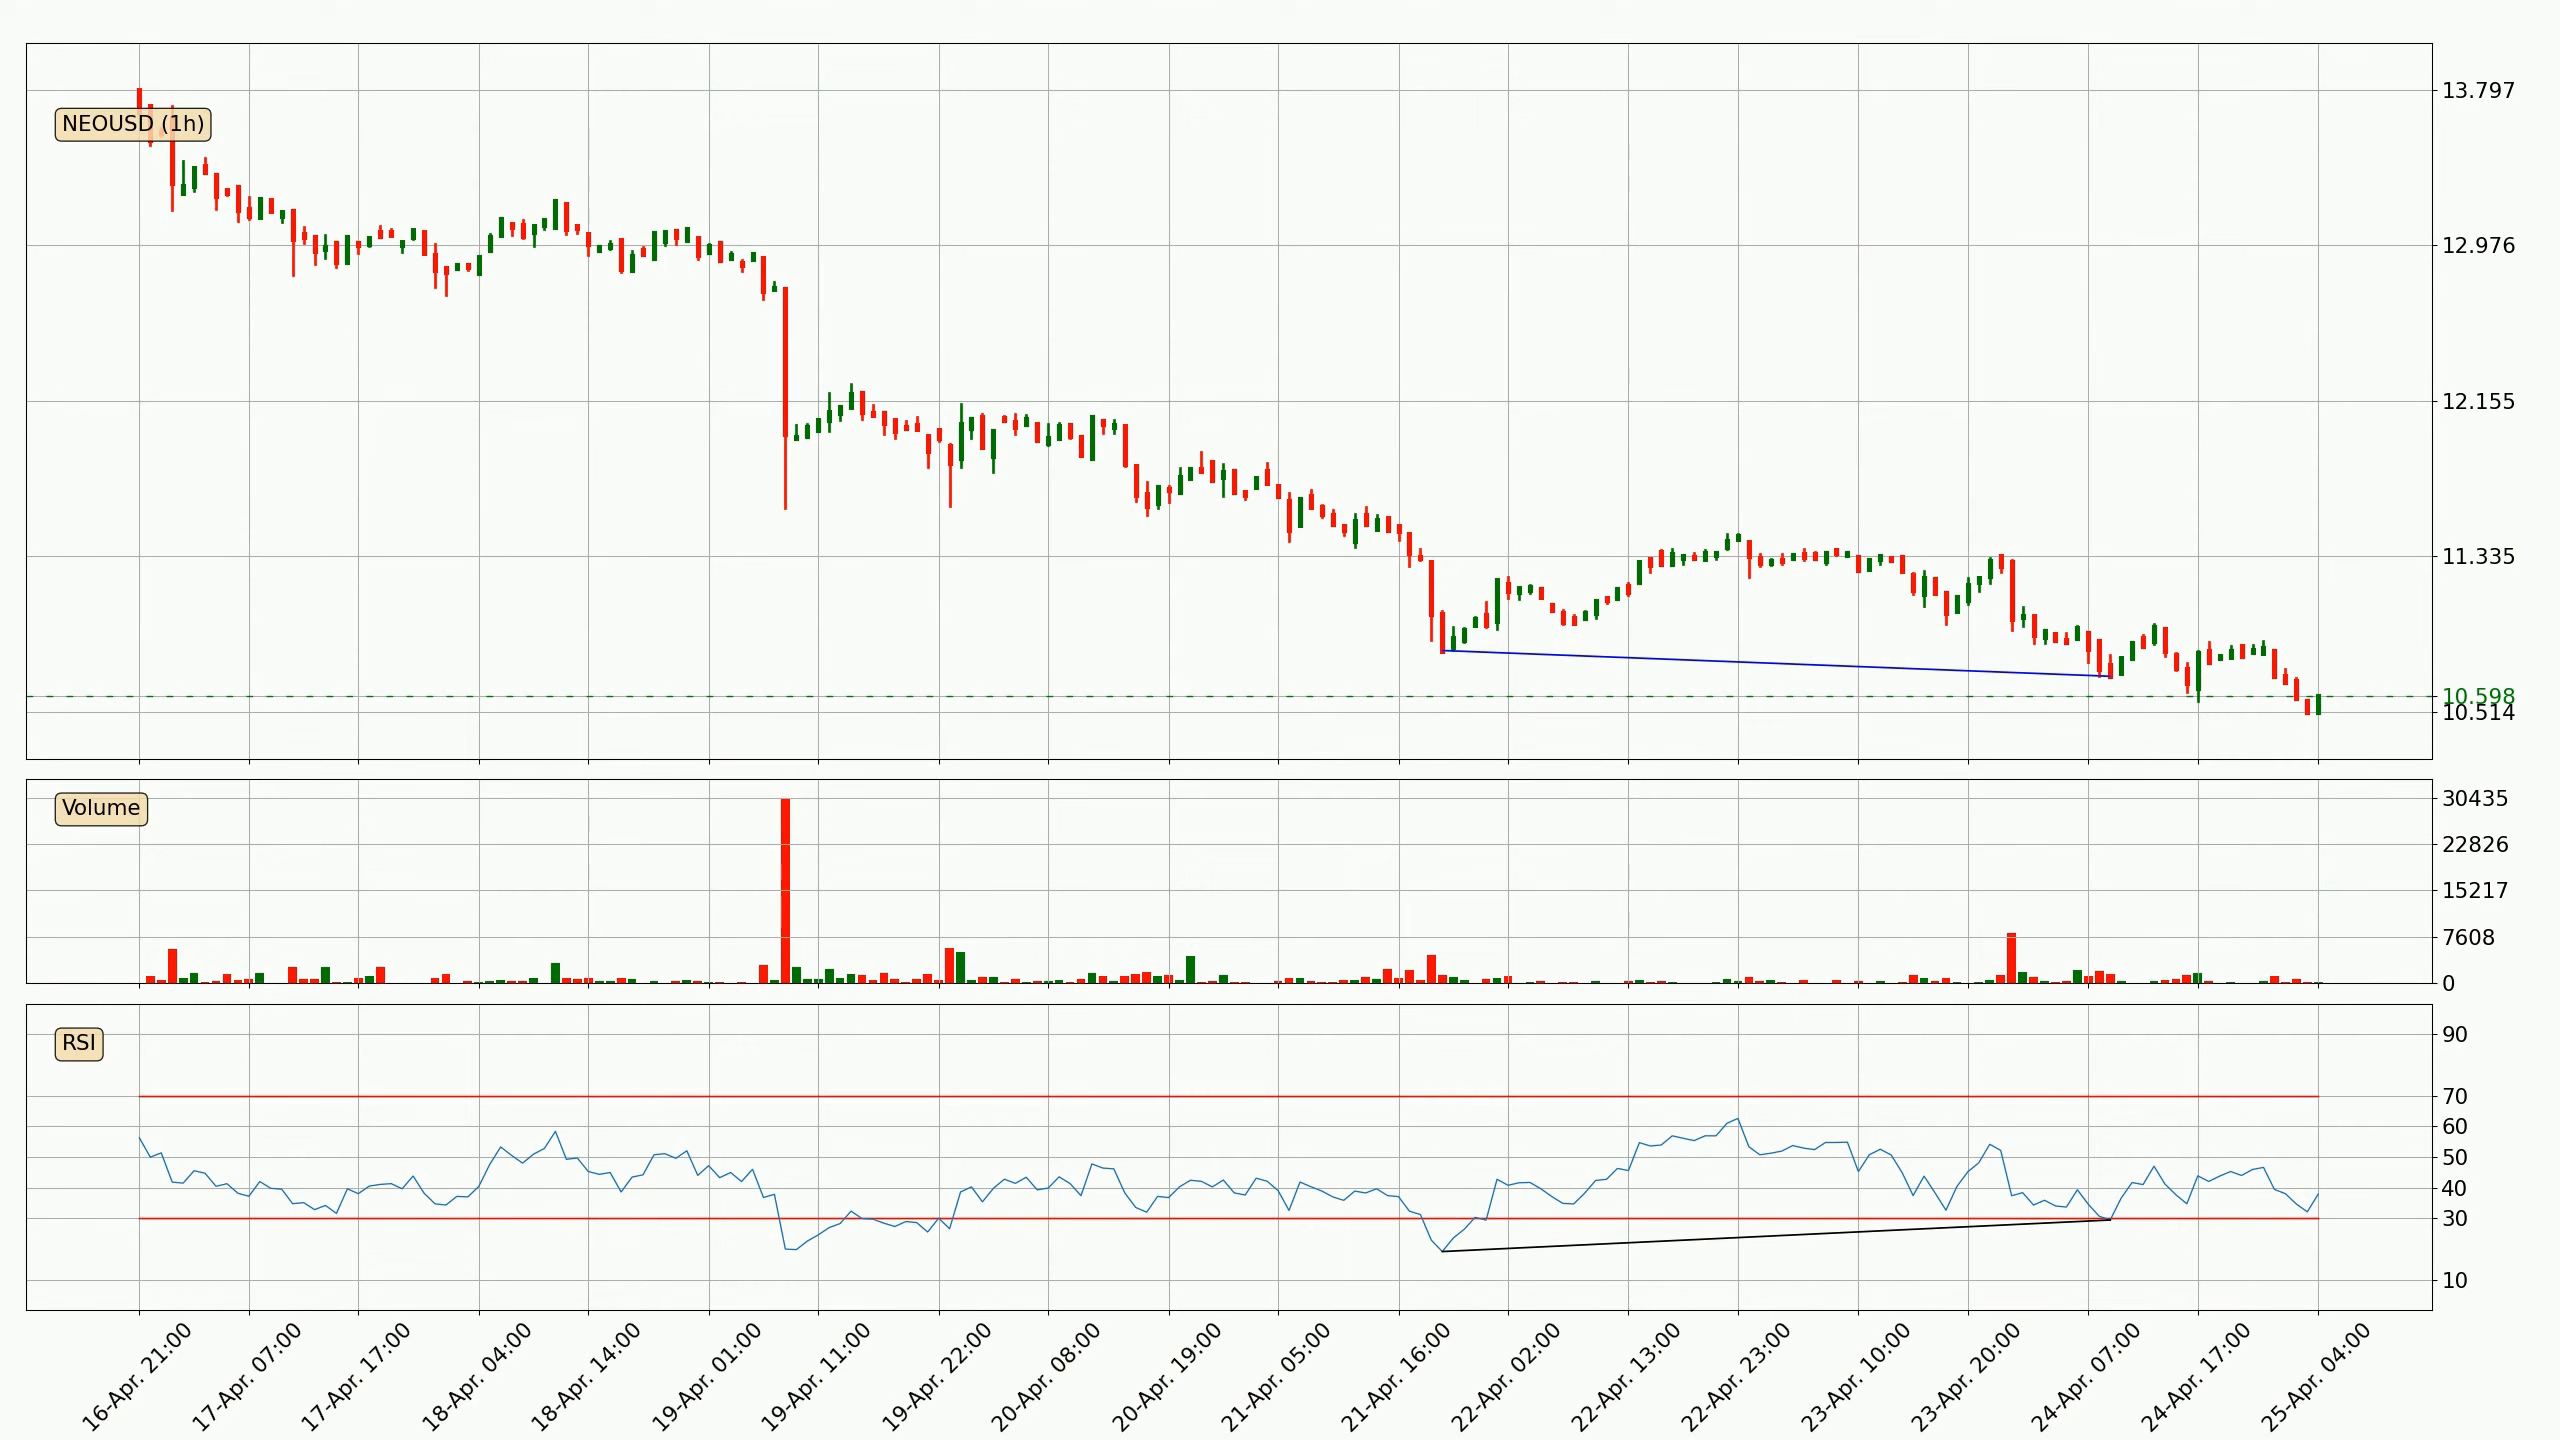 NEOUSD (1h)
13.797
12.976
12.155
11.335
10.598
10.514
Volume
30435
22826
15217
7608
0
RSI
90
70
60
50
40
30
10
16-Apr. 21:00
17-Apr. 07:00
17-Apr. 17:00
18-Apr. 04:00
18-Apr. 14:00
19-Apr. 01:00
19-Apr. 11:00
19-Apr. 22:00
20-Apr. 08:00
20-Apr. 19:00
21-Apr. 05:00
21-Apr. 16:00
22-Apr. 02:00
22-Apr. 13:00
22-Apr. 23:00
23-Apr. 10:00
23-Apr. 20:00
24-Apr. 07:00
24-Apr. 17:00
25-Apr. 04:00